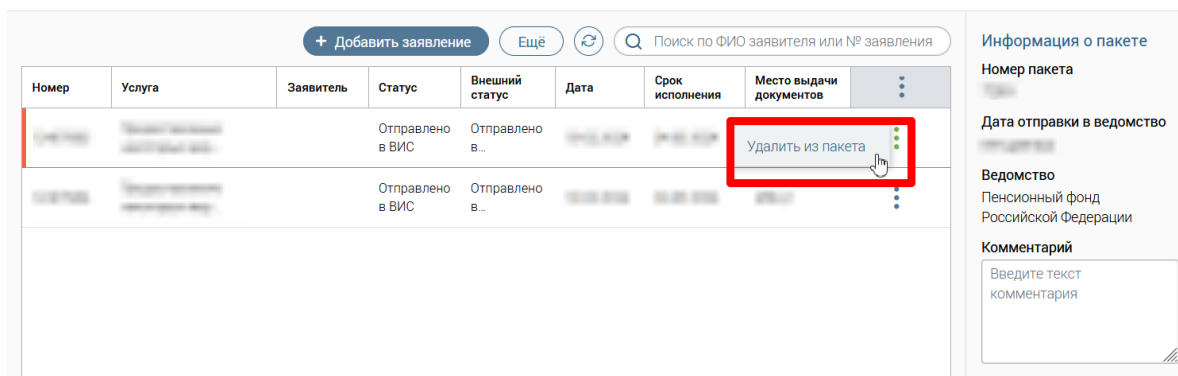 + Добавить заявление
Ещё
Поиск по ФИО заявителя или № заявления
Номер
Услуга
Заявитель
Статус
Внешний
статус
Дата
Срок
исполнения
Место выдачи
документов
Отправлено
в ВИС
Отправлено
в...
Удалить из пакета
Отправлено
в ВИС
Отправлено
в...
Информация о пакете
Номер пакета
Дата отправки в ведомство
Ведомство
Пенсионный фонд
Российской Федерации
Комментарий
Введите текст
комментария